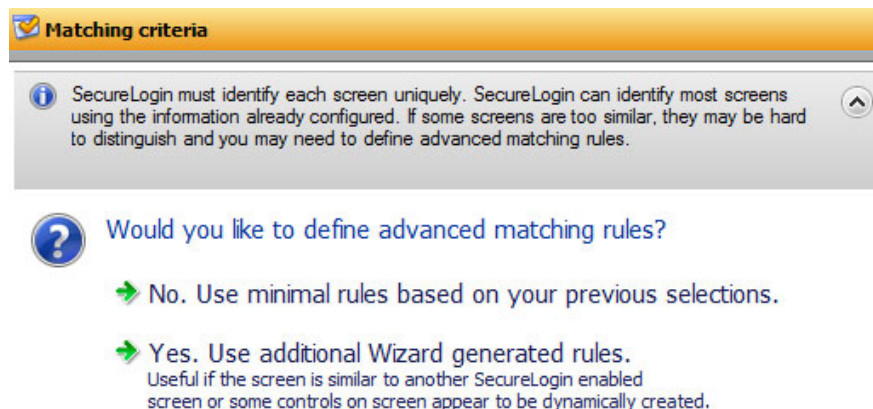 Matching criteria
SecureLogin must identify each screen uniquely. SecureLogin can identify most screens
using the information already configured. If some screens are too similar, they may be hard
to distinguish and you may need to define advanced matching rules.
Would you like to define advanced matching rules?
No. Use minimal rules based on your previous selections.
Yes. Use additional Wizard generated rules.
Useful if the screen is similar to another SecureLogin enabled
screen or some controls on screen appear to be dynamically created.